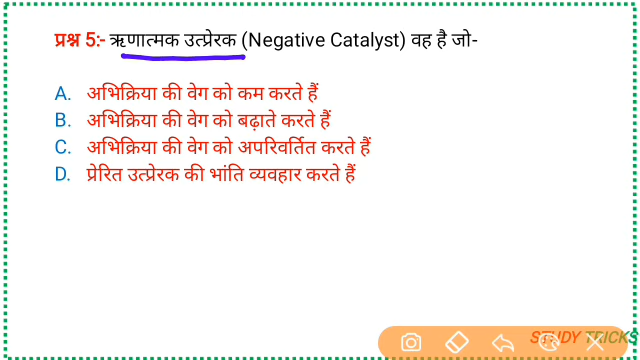 प्रश्न 5:- ऋणात्मक उत्प्रेरक (Negative Catalyst) वह है जो-
A. अभिक्रिया की वेग को कम करते हैं
B. अभिक्रिया की वेग को बढ़ाते करते हैं
C. अभिक्रिया की वेग को अपरिवर्तित करते हैं
D. प्रेरित उत्प्रेरक की भांति व्यवहार करते हैं
STUDY TRICKS